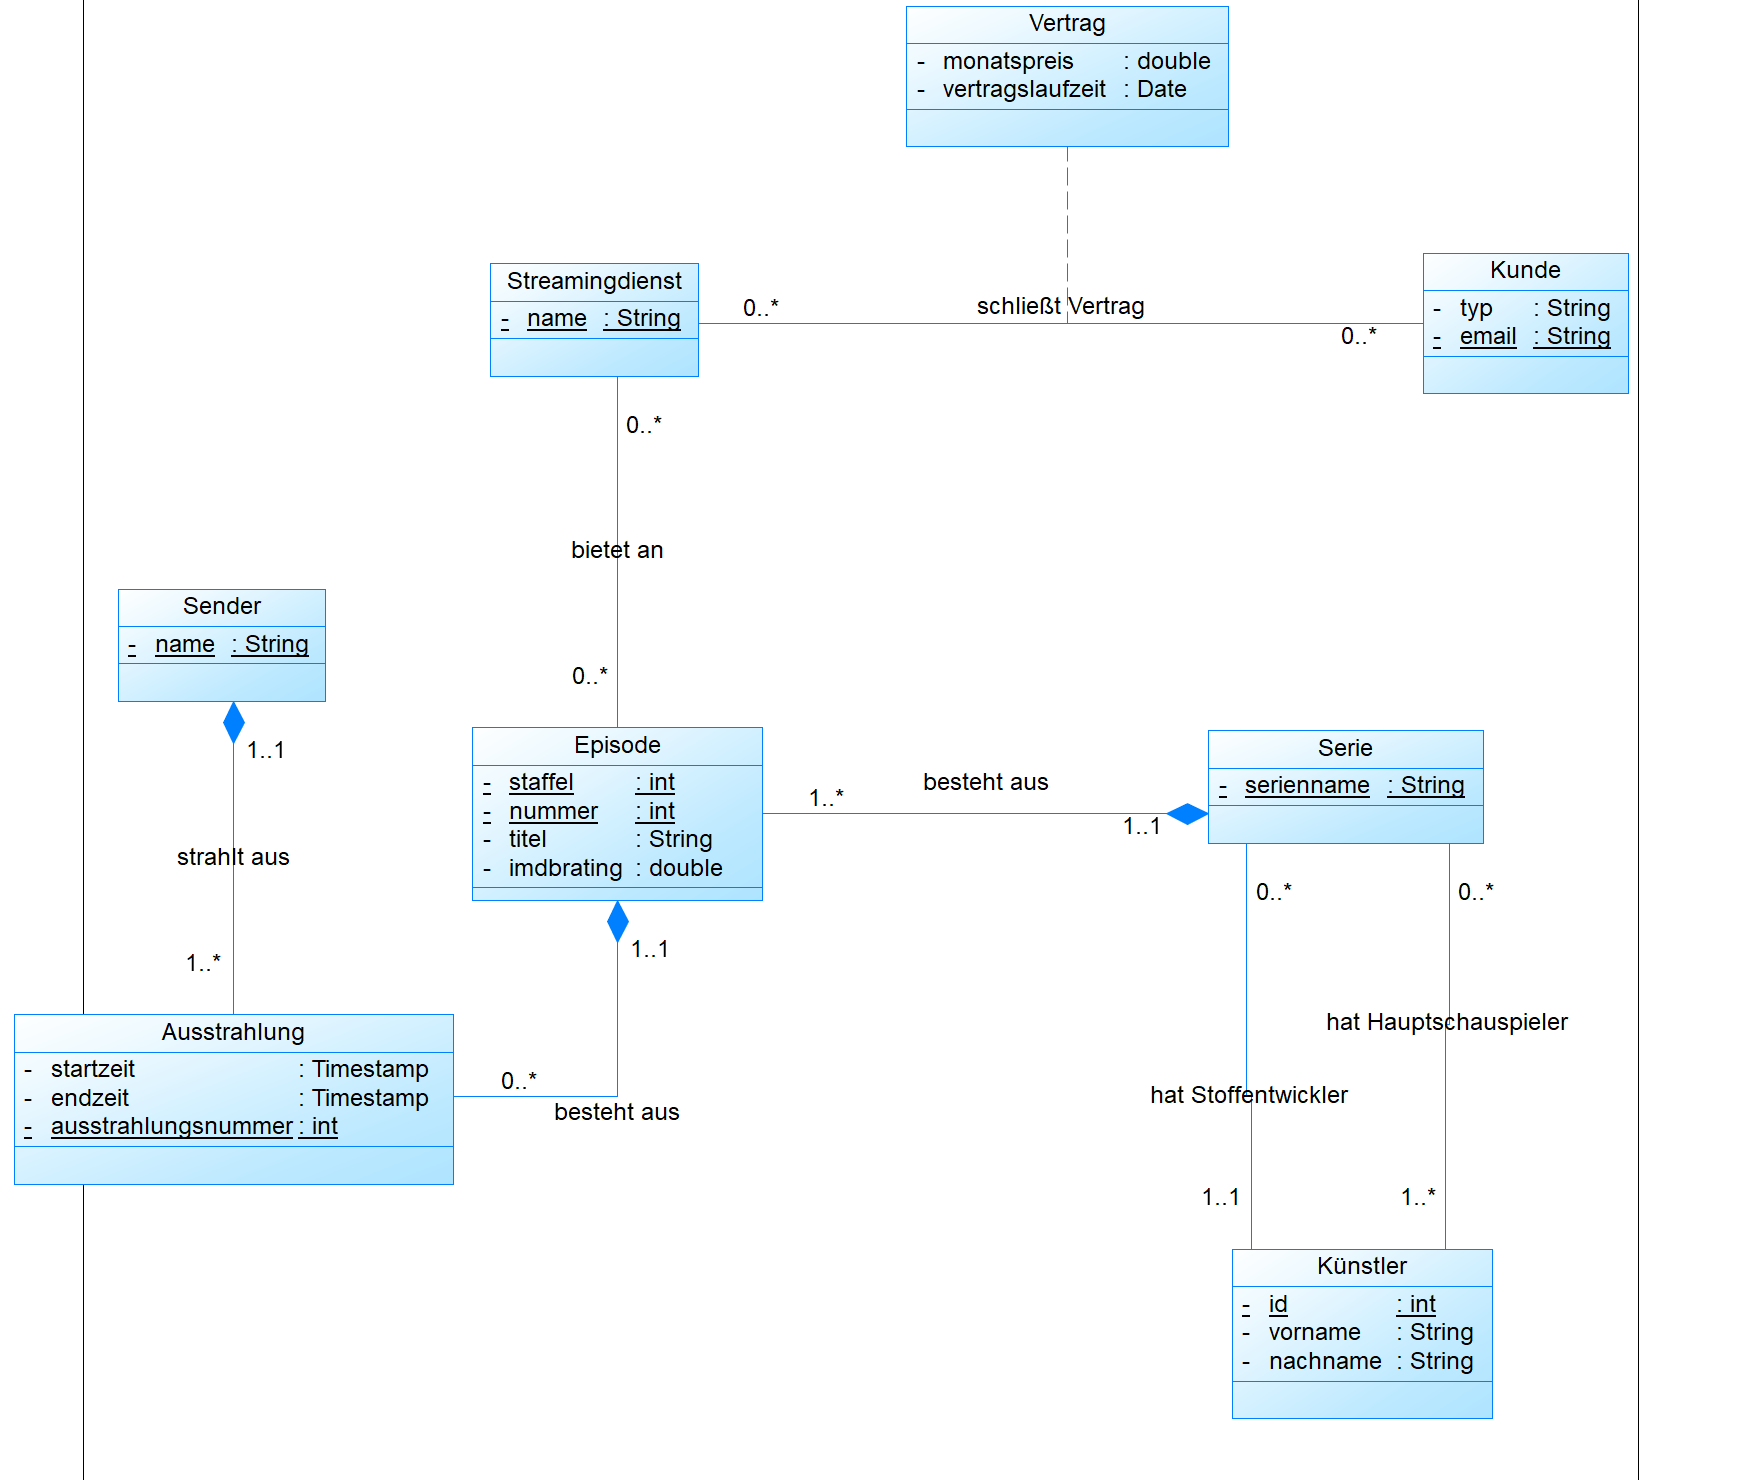 Vertrag
- monatspreis : double
- vertragslaufzeit : Date
Streamingdienst
- name : String
0..*
schließt Vertrag
0..*
Kunde
- typ : String
- email : String
0..*
bietet an
0..*
Sender
- name : String
1..1
strahlt aus
1..*
Episode
- staffel : int
- nummer : int
- titel : String
- imdbrating : double
1..*
besteht aus
1..1
Serie
- serienname : String
1..1
0..*
besteht aus
Ausstrahlung
- startzeit : Timestamp
- endzeit : Timestamp
- ausstrahlungsnummer : int
0..*
0..*
hat Hauptschauspieler
hat Stoffentwickler
1..1
1..*
Künstler
- id : int
- vorname : String
- nachname : String